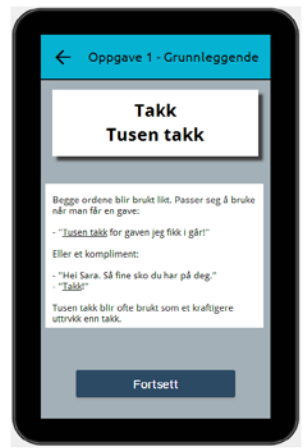 Oppgave 1 - Grunnleggende
Takk
Tusen takk
Begge ordene blir brukt likt. Passer seg å bruke
når man får en gave:
- "Tusen takk for gaven jeg fikk i går!"
Eller et kompliment:
- "Hei Sara. Så fine sko du har på deg."
- "Takk!"
Tusen takk blir ofte brukt som et kraftigere
uttrykk enn takk.
Fortsett